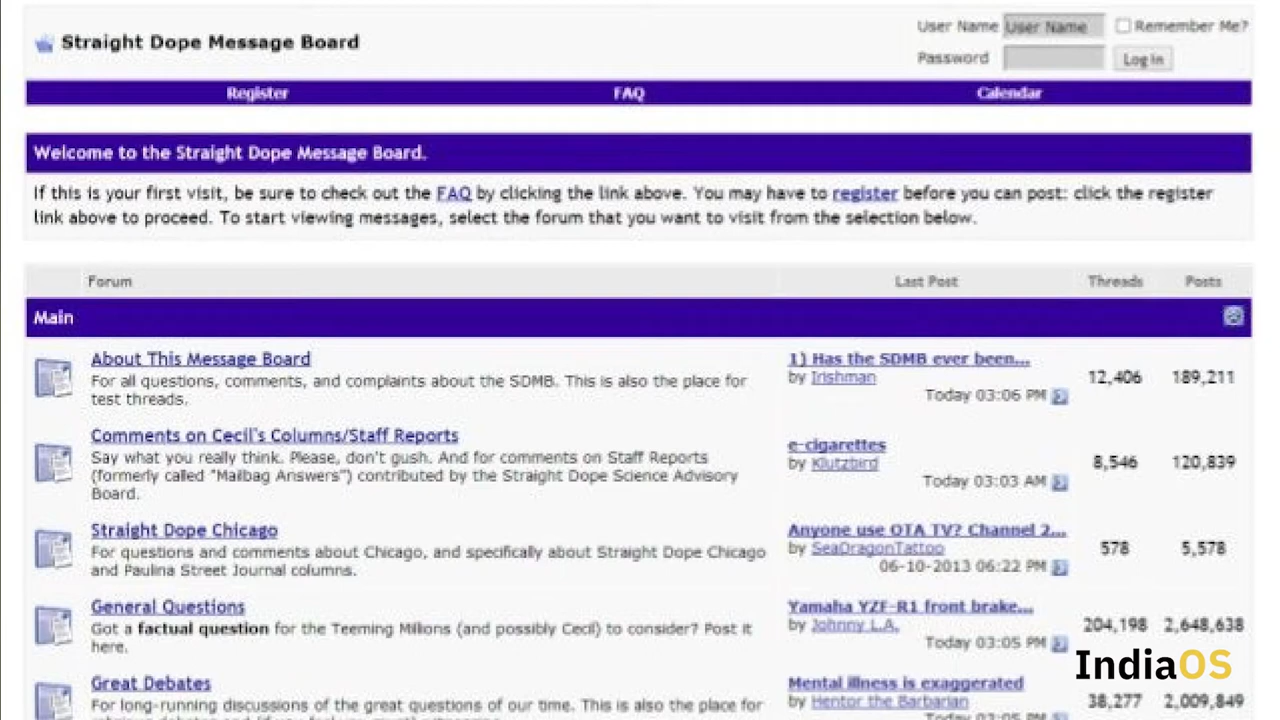 Straight Dope Message Board
User Name User Name Remember Me?
Password Log in
Register FAQ Calendar
Welcome to the Straight Dope Message Board.
If this is your first visit, be sure to check out the FAQ by clicking the link above. You may have to register before you can post: click the register
link above to proceed. To start viewing messages, select the forum that you want to visit from the selection below.
Forum Last Post Threads Posts
Main
About This Message Board
For all questions, comments, and complaints about the SDMB. This is also the place for
test threads.
1) Has the SDMB ever been...
by Irishman
Today 03:06 PM
12,406 189,211
Comments on Cecil's Columns/Staff Reports
Say what you really think. Please, don't gush. And for comments on Staff Reports
(formerly called "Mailbag Answers") contributed by the Straight Dope Science Advisory
Board.
e-cigarettes
by Klutzbird
Today 03:03 AM
8,546 120,839
Straight Dope Chicago
For questions and comments about Chicago, and specifically about Straight Dope Chicago
and Paulina Street Journal columns.
Anyone use OTA TV? Channel 2...
by SeaDragonTattoo
06-10-2013 06:22 PM
578 5,578
General Questions
Got a factual question for the Teeming Millions (and possibly Cecil) to consider? Post it
here.
Yamaha YZF-R1 front brake...
by Johnny L.A.
Today 03:05 PM
204,198 2,648,638
Great Debates
For long-running discussions of the great questions of our time. This is also the place for
Mental illness is exaggerated
by Hentor the Barbarian
Today 03:05 PM
38,277 2,009,849
IndiaOS